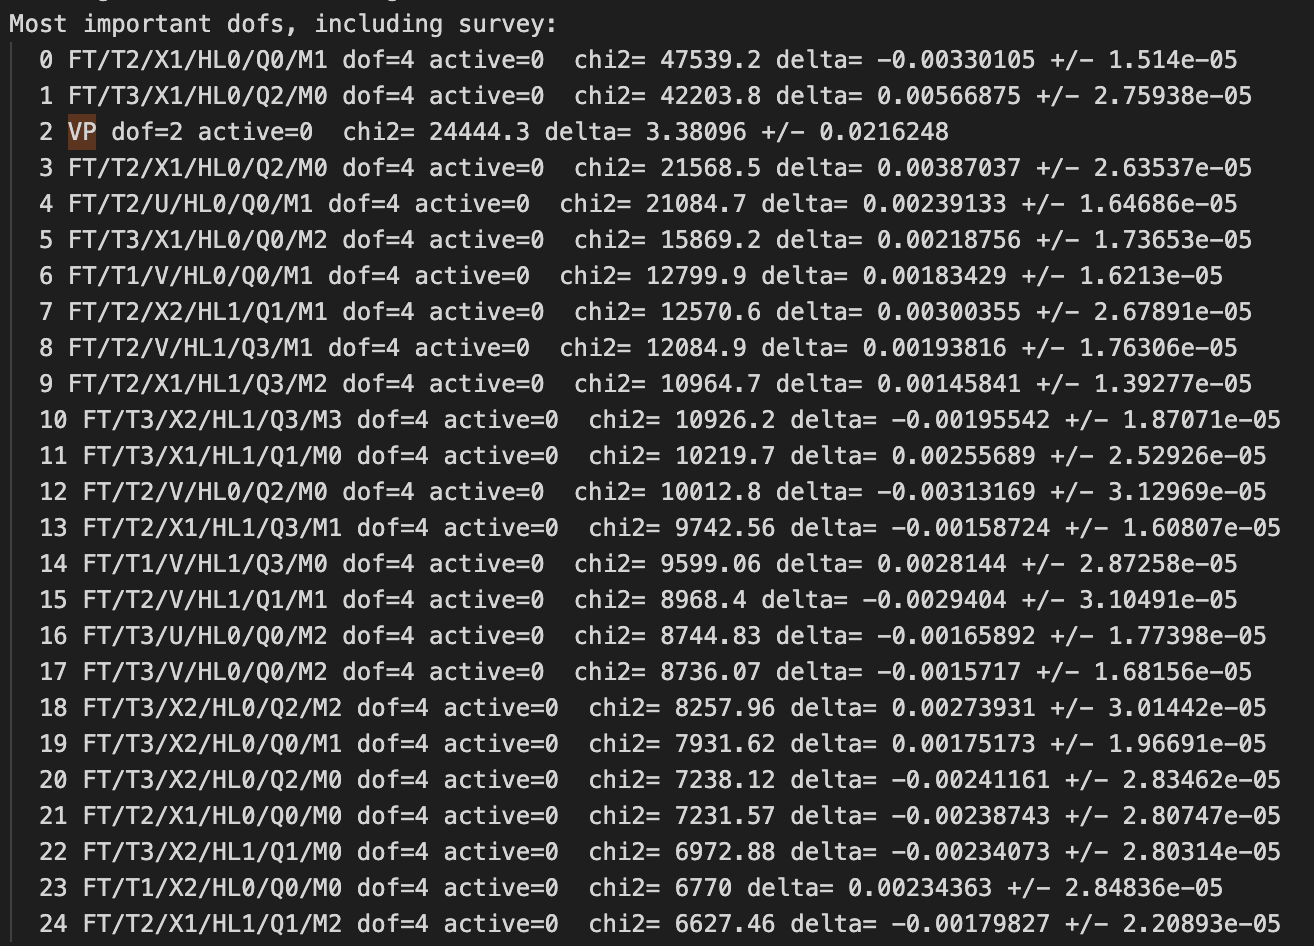 Most important dofs, including survey:
0 FT/T2/X1/HL0/Q0/M1 dof=4 active=0  chi2= 47539.2 delta= -0.00330105 +/- 1.514e-05
1 FT/T3/X1/HL0/Q2/M0 dof=4 active=0  chi2= 42203.8 delta= 0.00566875 +/- 2.75938e-05
2 VP dof=2 active=0  chi2= 24444.3 delta= 3.38096 +/- 0.0216248
3 FT/T2/X1/HL0/Q2/M0 dof=4 active=0  chi2= 21568.5 delta= 0.00387037 +/- 2.63537e-05
4 FT/T2/U/HL0/Q0/M1 dof=4 active=0  chi2= 21084.7 delta= 0.00239133 +/- 1.64686e-05
5 FT/T3/X1/HL0/Q0/M2 dof=4 active=0  chi2= 15869.2 delta= 0.00218756 +/- 1.73653e-05
6 FT/T1/V/HL0/Q0/M1 dof=4 active=0  chi2= 12799.9 delta= 0.00183429 +/- 1.6213e-05
7 FT/T2/X2/HL1/Q1/M1 dof=4 active=0  chi2= 12570.6 delta= 0.00300355 +/- 2.67891e-05
8 FT/T2/V/HL1/Q3/M1 dof=4 active=0  chi2= 12084.9 delta= 0.00193816 +/- 1.76306e-05
9 FT/T2/X1/HL1/Q3/M2 dof=4 active=0  chi2= 10964.7 delta= 0.00145841 +/- 1.39277e-05
10 FT/T3/X2/HL1/Q3/M3 dof=4 active=0  chi2= 10926.2 delta= -0.00195542 +/- 1.87071e-05
11 FT/T3/X1/HL1/Q1/M0 dof=4 active=0  chi2= 10219.7 delta= 0.00255689 +/- 2.52926e-05
12 FT/T2/V/HL0/Q2/M0 dof=4 active=0  chi2= 10012.8 delta= -0.00313169 +/- 3.12969e-05
13 FT/T2/X1/HL1/Q3/M1 dof=4 active=0  chi2= 9742.56 delta= -0.00158724 +/- 1.60807e-05
14 FT/T1/V/HL1/Q3/M0 dof=4 active=0  chi2= 9599.06 delta= 0.0028144 +/- 2.87258e-05
15 FT/T2/V/HL1/Q1/M1 dof=4 active=0  chi2= 8968.4 delta= -0.0029404 +/- 3.10491e-05
16 FT/T3/U/HL0/Q0/M2 dof=4 active=0  chi2= 8744.83 delta= -0.00165892 +/- 1.77398e-05
17 FT/T3/V/HL0/Q0/M2 dof=4 active=0  chi2= 8736.07 delta= -0.0015717 +/- 1.68156e-05
18 FT/T3/X2/HL0/Q2/M2 dof=4 active=0  chi2= 8257.96 delta= 0.00273931 +/- 3.01442e-05
19 FT/T3/X2/HL0/Q0/M1 dof=4 active=0  chi2= 7931.62 delta= 0.00175173 +/- 1.96691e-05
20 FT/T3/X2/HL0/Q2/M0 dof=4 active=0  chi2= 7238.12 delta= -0.00241161 +/- 2.83462e-05
21 FT/T2/X1/HL0/Q0/M0 dof=4 active=0  chi2= 7231.57 delta= -0.00238743 +/- 2.80747e-05
22 FT/T3/X2/HL1/Q1/M0 dof=4 active=0  chi2= 6972.88 delta= -0.00234073 +/- 2.80314e-05
23 FT/T1/X2/HL0/Q0/M0 dof=4 active=0  chi2= 6770 delta= 0.00234363 +/- 2.84836e-05
24 FT/T2/X1/HL1/Q1/M2 dof=4 active=0  chi2= 6627.46 delta= -0.00179827 +/- 2.20893e-05